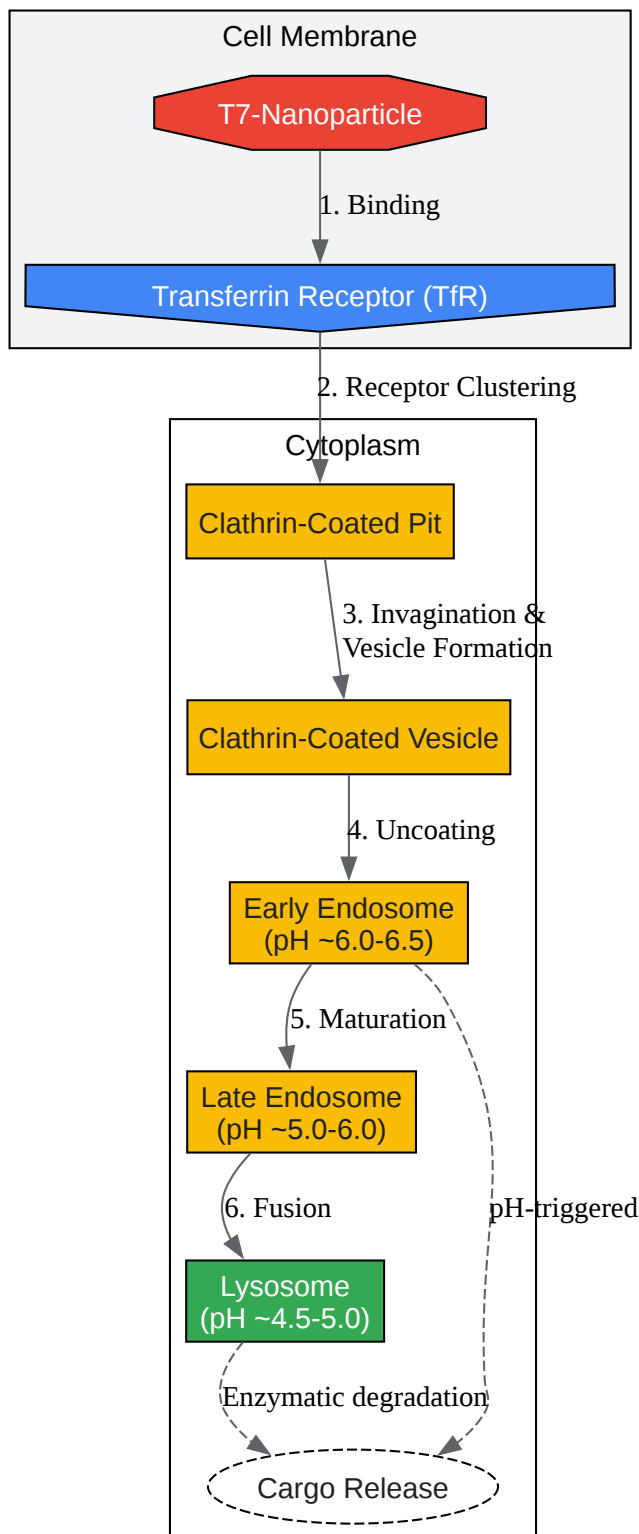 Cell Membrane
T7-Nanoparticle
1. Binding
Transferrin Receptor (TfR)
2. Receptor Clustering
Cytoplasm
Clathrin-Coated Pit
3. Invagination &
Vesicle Formation
Clathrin-Coated Vesicle
4. Uncoating
Early Endosome
(pH ~6.0-6.5)
5. Maturation
Late Endosome
(pH ~5.0-6.0)
6. Fusion
pH-triggered
Lysosome
(pH ~4.5-5.0)
Enzymatic degradation
Cargo Release